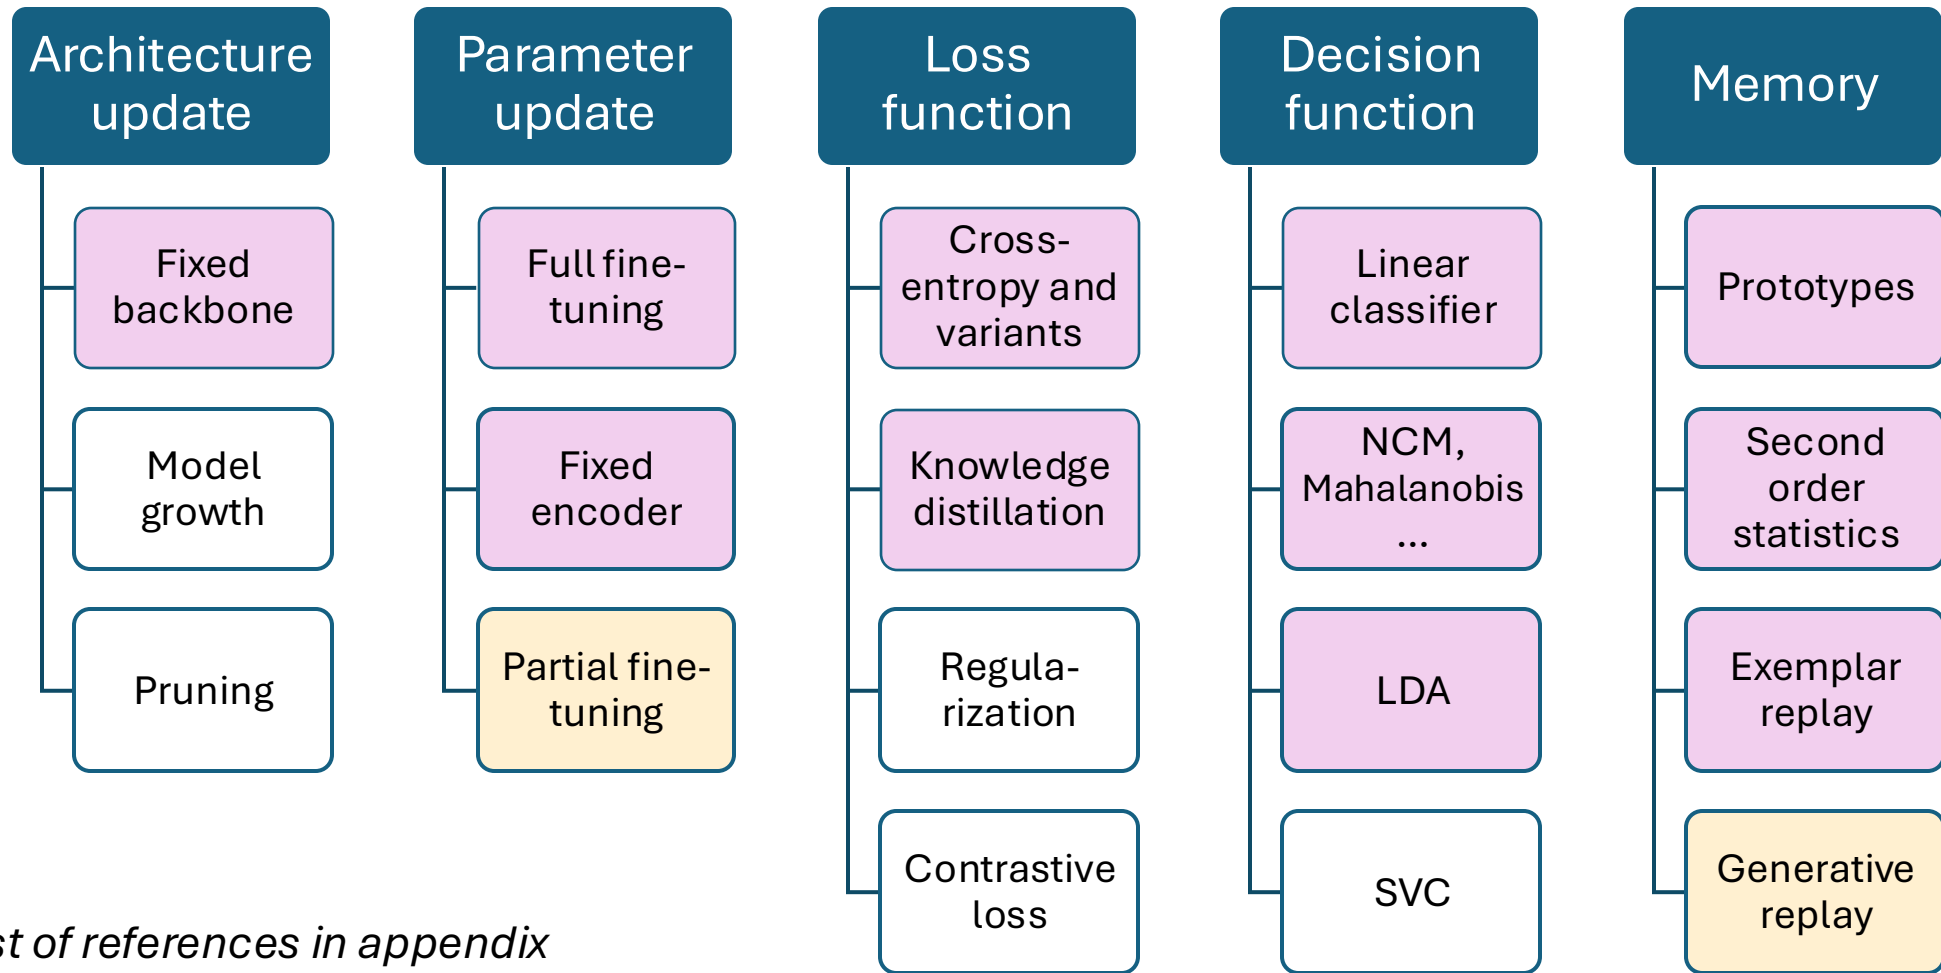 Architecture
update
Fixed
backbone
Model
growth
Pruning
Parameter
update
Full fine-
tuning
Fixed
encoder
Partial fine-
tuning
Loss
function
Cross-
entropy and
variants
Knowledge
distillation
Regula-
rization
Contrastive
loss
Decision
function
Linear
classifier
NCM,
Mahalanobis
...
LDA
SVC
Memory
Prototypes
Second
order
statistics
Exemplar
replay
Generative
replay
of references in appendix